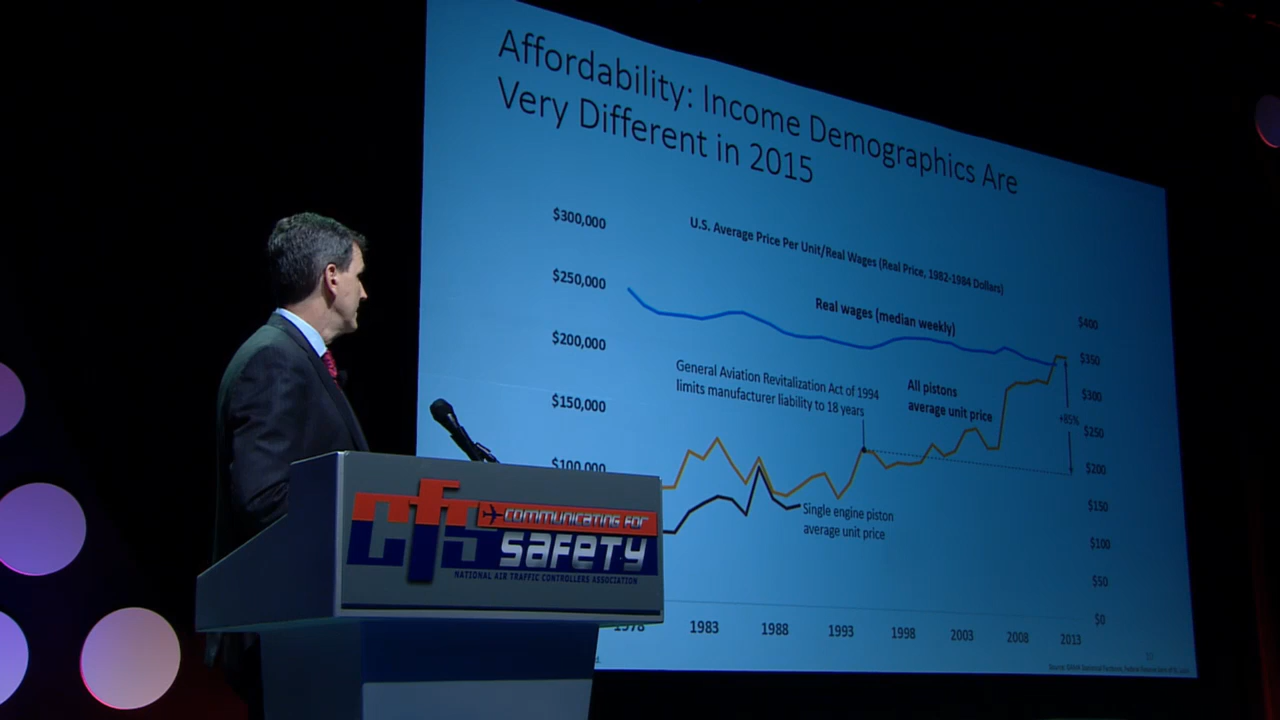 Affordability: Income Demographics Are
Very Different in 2015
U.S. Average Price Per Unit/Real Wages (Real Price, 1982-1984 Dollars)
$300,000
$250,000
$200,000
$150,000
$100,000
Real wages (median weekly)
General Aviation Revitalization Act of 1994
limits manufacturer liability to 18 years
All pistons
average unit price
Single engine piston
average unit price
+85%
$400
$350
$300
$250
$200
$150
$100
$50
$0
1978
1983
1988
1993
1998
2003
2008
2013
cfs
COMMUNICATING FOR
SAFETY
NATIONAL AIR TRAFFIC CONTROLLERS ASSOCIATION